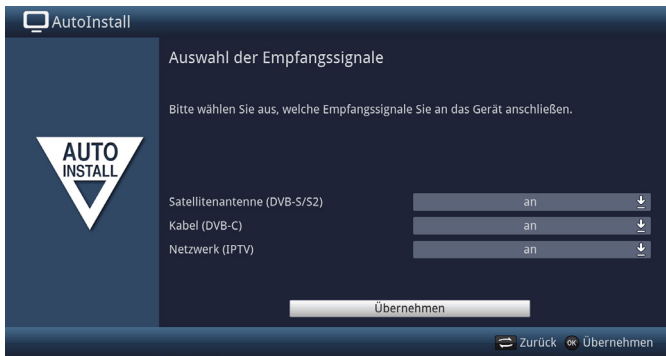 AutoInstall
Auswahl der Empfangssignale
Bitte wählen Sie aus, welche Empfangssignale Sie an das Gerät anschließen.
AUTO
INSTALL
Satellitenantenne (DVB-S/S2) an
Kabel (DVB-C) an
Netzwerk (IPTV) an
Übernehmen
Zurück OK Übernehmen